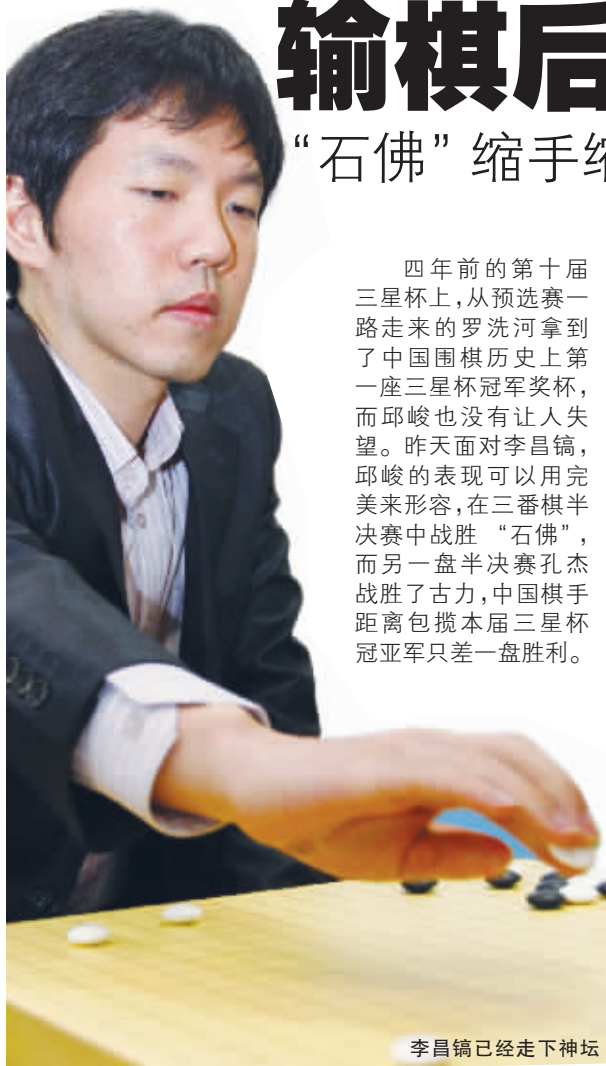 输棋后
“石佛”缩手缩
四年前的第十届
三星杯上，从预选赛一
路走来的罗洗河拿到
了中国围棋历史上第
一座三星杯冠军奖杯，
而邱峻也没有让人失
望。昨天面对李昌镐，
邱峻的表现可以用完
美来形容，在三番棋半
决赛中战胜 “石佛”，
而另一盘半决赛孔杰
战胜了古力，中国棋手
距离包揽本届三星杯
冠亚军只差一盘胜利。
李昌镐已经走下神坛